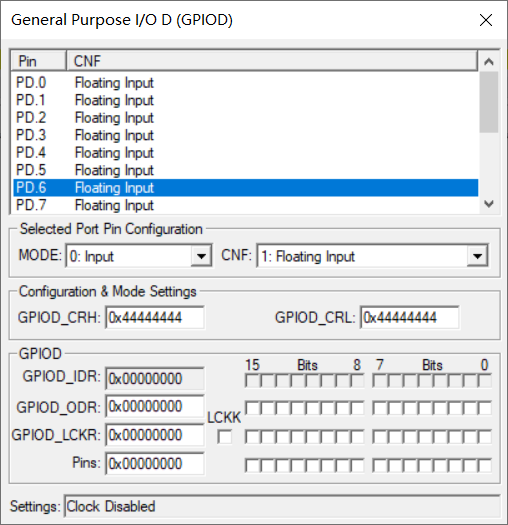 General Purpose I/O D (GPIOD)
Pin CNF
PD.0 Floating Input
PD.1 Floating Input
PD.2 Floating Input
PD.3 Floating Input
PD.4 Floating Input
PD.5 Floating Input
PD.6 Floating Input
PD.7 Floating Input
Selected Port Pin Configuration
MODE: 0: Input CNF: 1: Floating Input
Configuration & Mode Settings
GPIOD_CRH: 0x44444444 GPIOD_CRL: 0x44444444
GPIOD
15 Bits 8 7 Bits 0
GPIOD_IDR: 0x00000000
GPIOD_ODR: 0x00000000
LCKK
GPIOD_LCKR: 0x00000000
Pins: 0x00000000
Settings: Clock Disabled